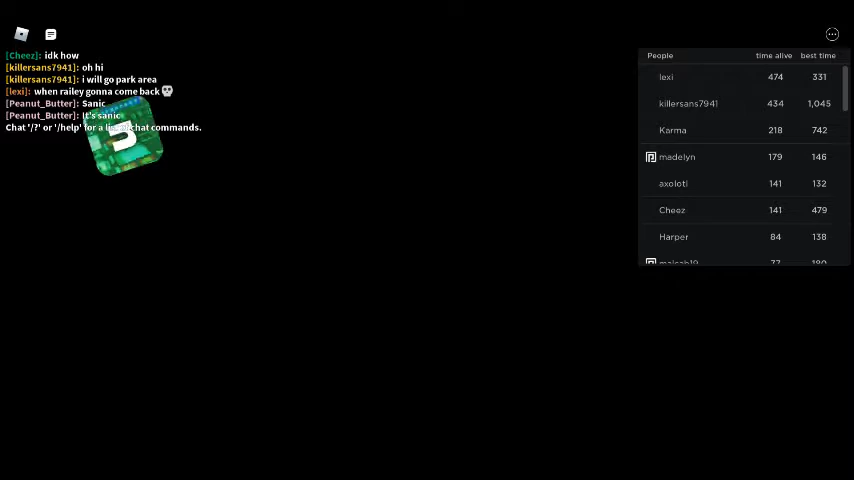 [Cheez]: idk how
[killersans7941]: oh hi
[killersans7941]: i will go park area
[lexi]: when railey gonna come back 💀
[Peanut_Butter]: Sanic
[Peanut_Butter]: It's sanic
Chat '/?' or '/help' for a list of chat commands.
People time alive best time
lexi 474 331
killersans7941 434 1,045
Karma 218 742
madelyn 179 146
axoloti 141 132
Cheez 141 479
Harper 84 138